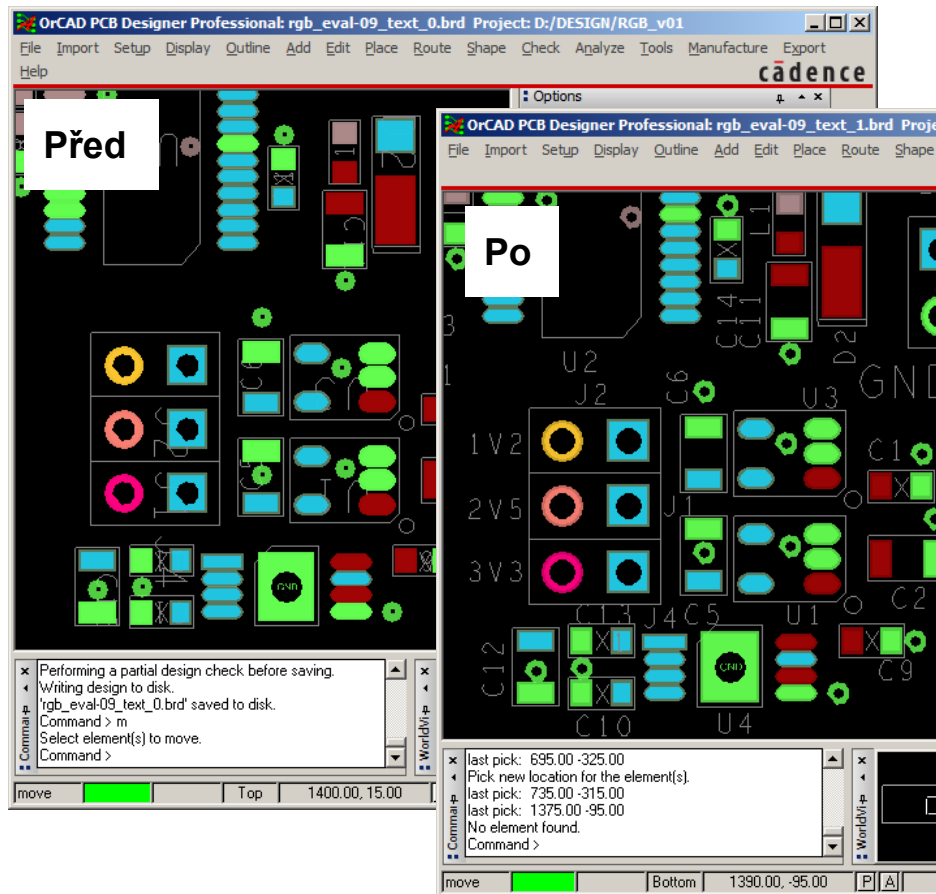 OrCAD PCB Designer Professional: rgb_eval-09_text_0.brd Project: D:/DESIGN/RGB_v01
File Import Setup Display Outline Add Edit Place Route Shape Check Analyze Tools Manufacture Export
Help
cādence
Options
Před
GND
Performing a partial design check before saving.
Writing design to disk.
'rgb_eval-09_text_0.brd' saved to disk.
Command > m
Select element(s) to move.
Command >
move Top 1400.00, 15.00
OrCAD PCB Designer Professional: rgb_eval-09_text_1.brd Proje
File Import Setup Display Outline Add Edit Place Route Shape
Po
L1
C14
C11
D2
U2
J2
C6
U3
GND
1V2
C1
2V5
J1
3V3
C2
C13 J4 C5 U1
C12
C9
GND
C10 U4
last pick: 695.00 -325.00
Pick new location for the element(s).
last pick: 735.00 -315.00
last pick: 1375.00 -95.00
No element found.
Command >
move Bottom 1390.00, -95.00 P A